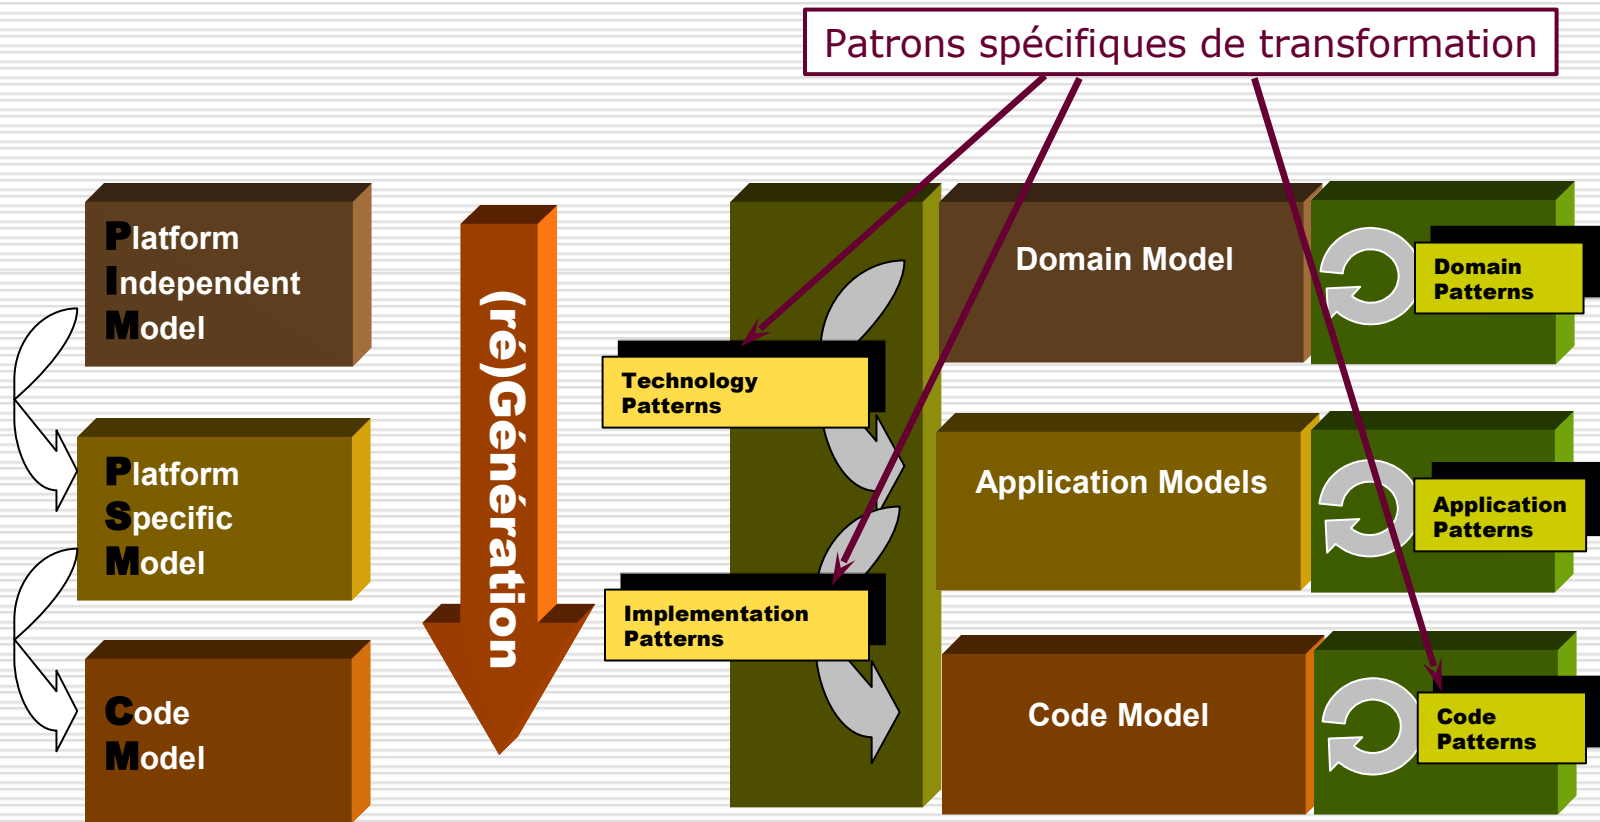 Patrons spécifiques de transformation
Platform
Independent
Model
Platform
Specific
Model
Code
Model
(ré)Génération
Technology
Patterns
Implementation
Patterns
Domain Model
Domain
Patterns
Application Models
Application
Patterns
Code Model
Code
Patterns